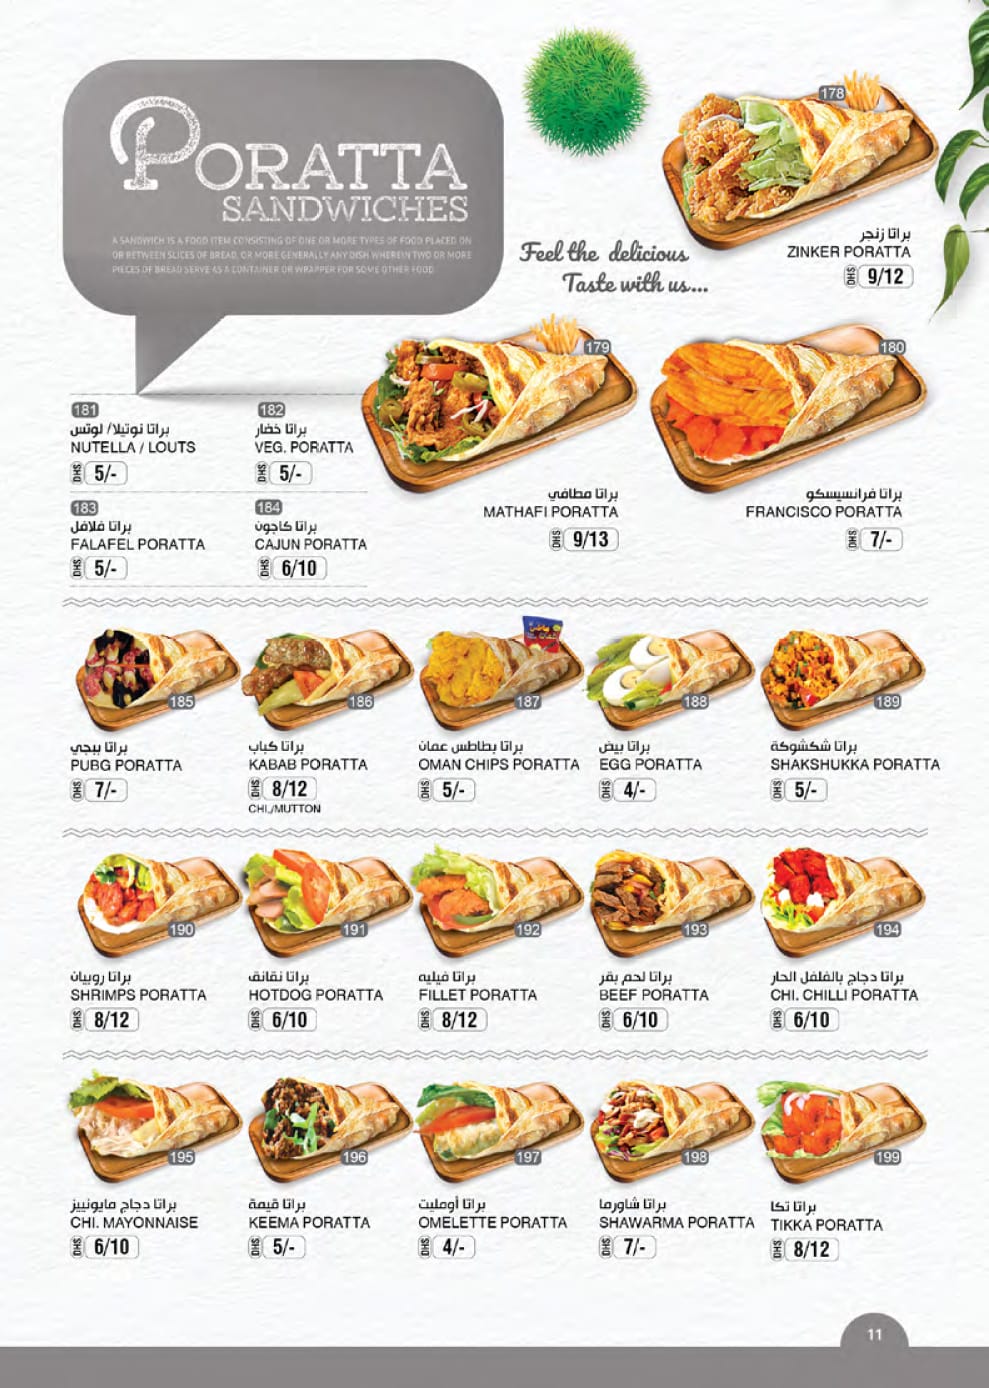 PORATTA
SANDWICHES
A SANDWICH IS A FOOD ITEM CONSISTING OF ONE OR MORE TYPES OF FOOD PLACED ON
OR BETWEEN SLICES OF BREAD, OR MORE GENERALLY ANY DISH WHEREIN TWO OR MORE
PIECES OF BREAD SERVE AS A CONTAINER OR WRAPPER FOR SOME OTHER FOOD
Feel the delicious
Taste with us...
178
براتا زنجر
ZINKER PORATTA
DHS 9/12
179
براتا مطافي
MATHAFI PORATTA
DHS 9/13
180
براتا فرانسيسكو
FRANCISCO PORATTA
DHS 7/-
181
براتا نوتيلا/ لوتس
NUTELLA / LOUTS
DHS 5/-
182
براتا خضار
VEG. PORATTA
DHS 5/-
183
براتا فلافل
FALAFEL PORATTA
DHS 5/-
184
براتا كاجون
CAJUN PORATTA
DHS 6/10
185
براتا ببجي
PUBG PORATTA
DHS 7/-
186
براتا كباب
KABAB PORATTA
DHS 8/12
CHI./MUTTON
187
براتا بطاطس عمان
OMAN CHIPS PORATTA
DHS 5/-
188
براتا بيض
EGG PORATTA
DHS 4/-
189
براتا شكشوكة
SHAKSHUKKA PORATTA
DHS 5/-
190
براتا روبيان
SHRIMPS PORATTA
DHS 8/12
191
براتا نقانق
HOTDOG PORATTA
DHS 6/10
192
براتا فيليه
FILLET PORATTA
DHS 8/12
193
براتا لحم بقر
BEEF PORATTA
DHS 6/10
194
براتا دجاج بالفلفل الحار
CHI. CHILLI PORATTA
DHS 6/10
195
براتا دجاج مايونييز
CHI. MAYONNAISE
DHS 6/10
196
براتا قيمة
KEEMA PORATTA
DHS 5/-
197
براتا أومليت
OMELETTE PORATTA
DHS 4/-
198
براتا شاورما
SHAWARMA PORATTA
DHS 7/-
199
براتا تكا
TIKKA PORATTA
DHS 8/12
11